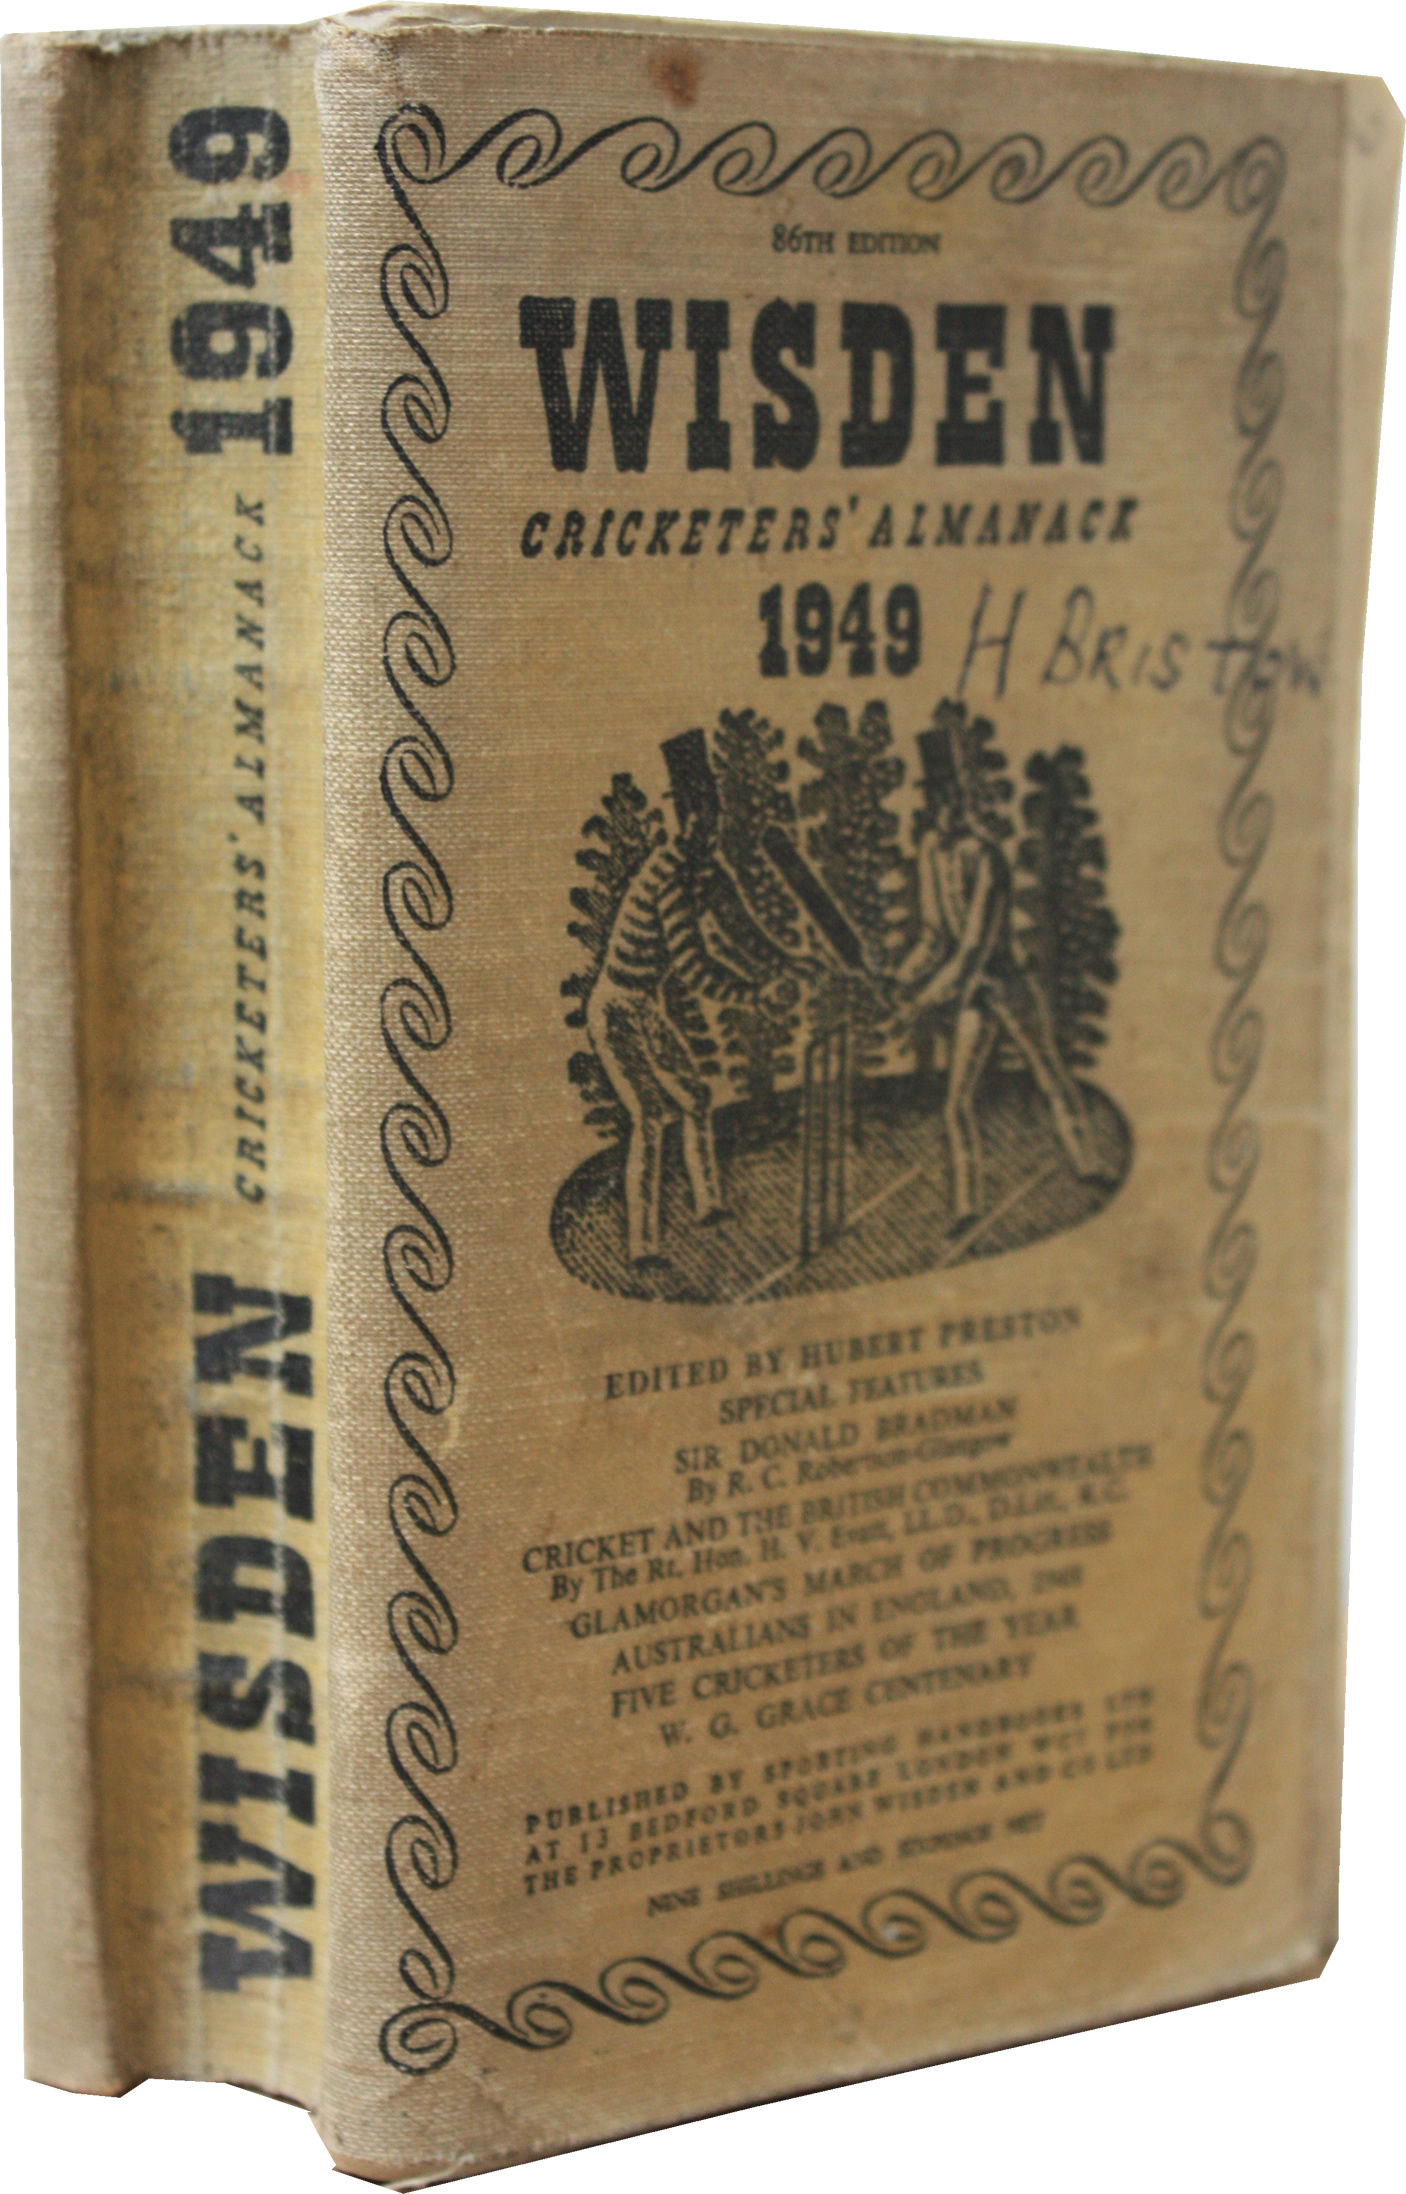 WISDEN CRICKETERS' ALMANACK 1949
86TH EDITION
WISDEN
CRICKETERS' ALMANACK
1949 H BRISTOW
EDITED BY HUBERT PRESTON
SPECIAL FEATURES
SIR DONALD BRADMAN
By R. C. Robertson-Glasgow
CRICKET AND THE BRITISH COMMONWEALTH
By The Rt. Hon. H. V. Evatt, LL.D., D.Litt., K.C.
GLAMORGAN'S MARCH OF PROGRESS
AUSTRALIANS IN ENGLAND, 1948
FIVE CRICKETERS OF THE YEAR
W. G. GRACE CENTENARY
PUBLISHED BY SPORTING HANDBOOKS LTD
AT 13 BEDFORD SQUARE LONDON WC1 FOR
THE PROPRIETORS JOHN WISDEN AND CO LTD
NINE SHILLINGS AND SIXPENCE NET